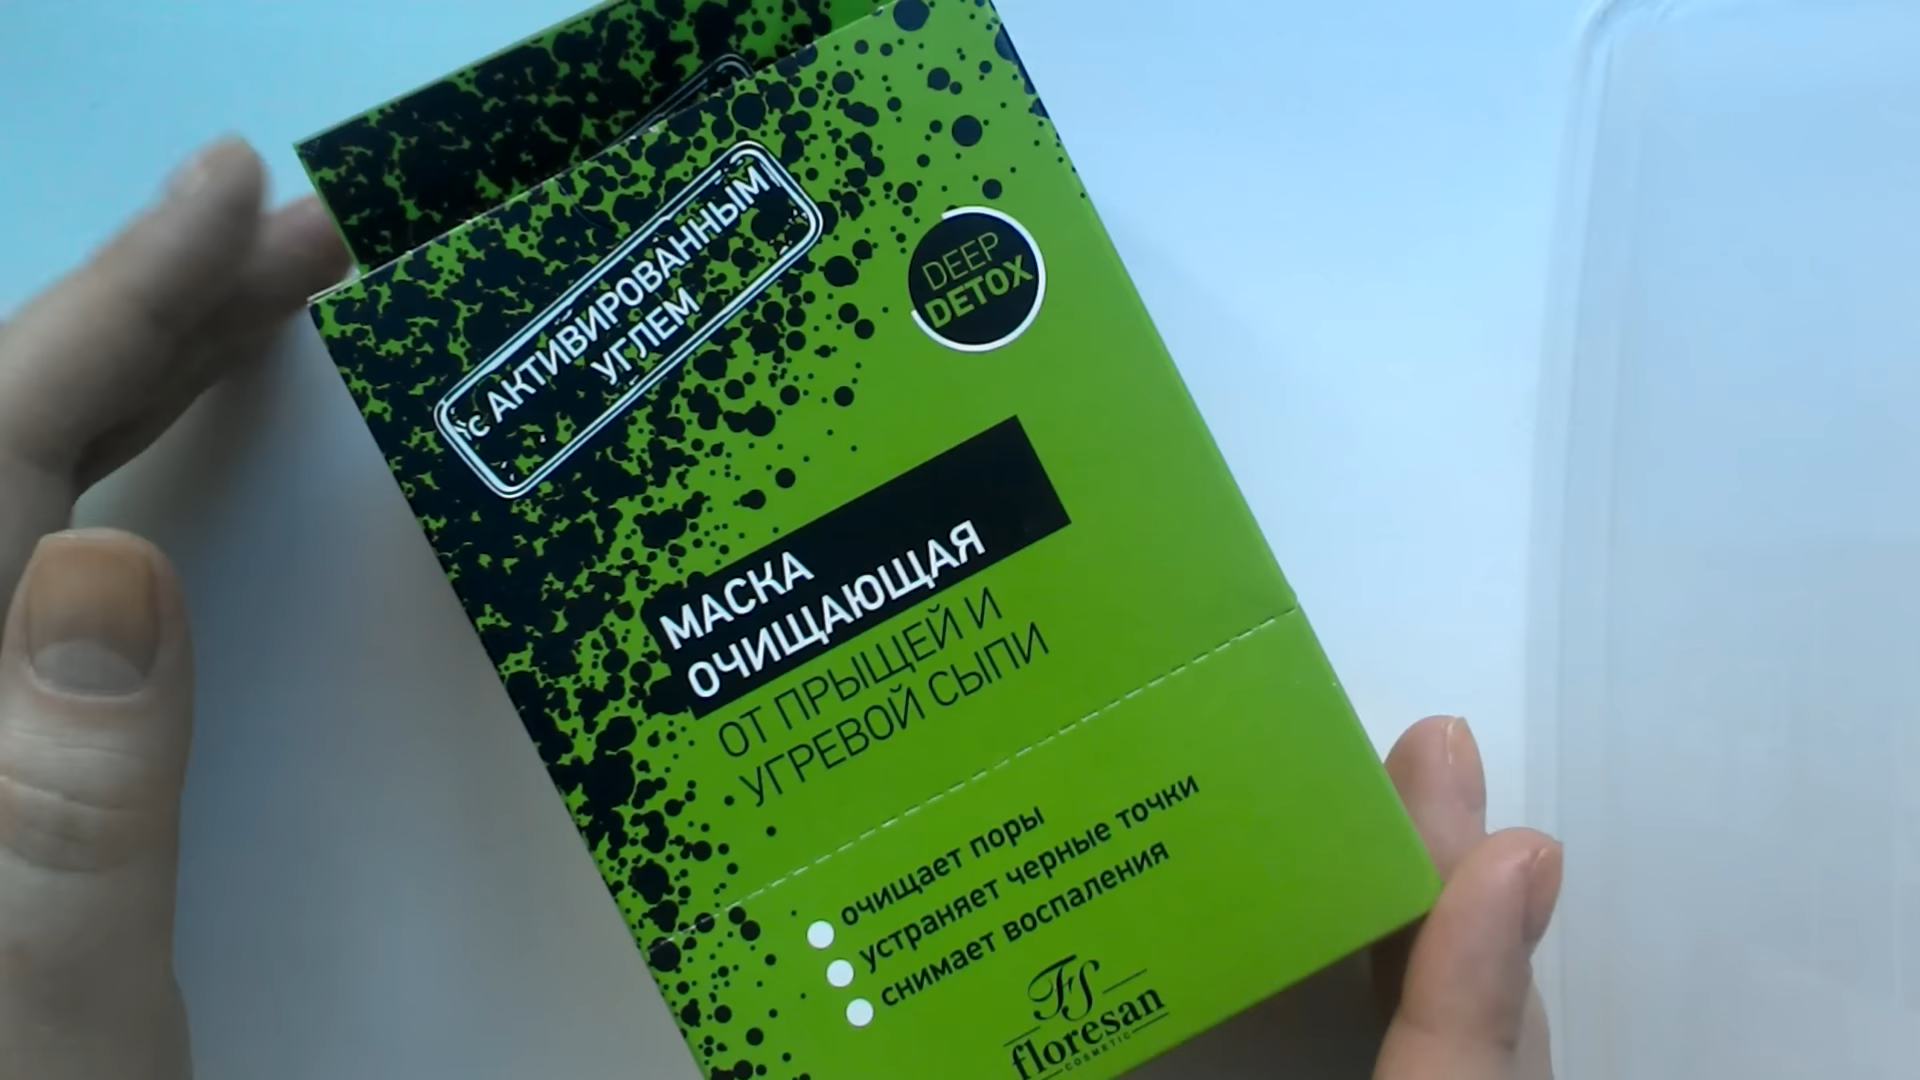 с АКТИВИРОВАННЫМ
УГЛЕМ
DEEP
DETOX
МАСКА
ОЧИЩАЮЩАЯ
ОТ ПРЫЩЕЙ И
УГРЕВОЙ СЫПИ
очищает поры
устраняет черные точки
снимает воспаления
FS
floresan
COSMETIC